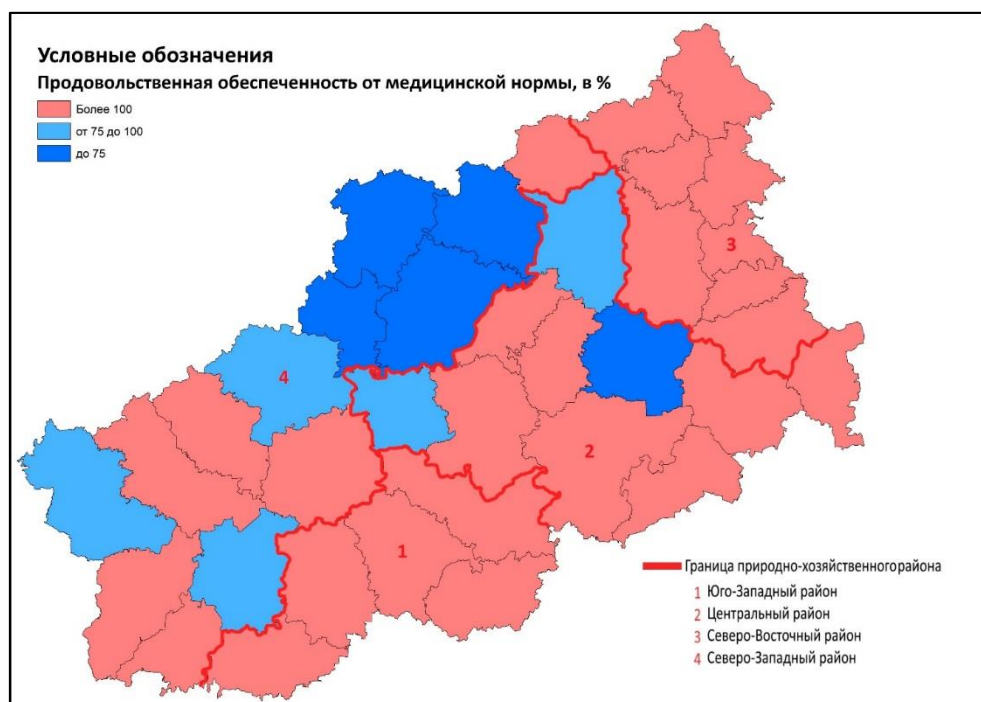 Условные обозначения
Продовольственная обеспеченность от медицинской нормы, в %
Более 100
от 75 до 100
до 75
3
4
2
1
Граница природно-хозяйственногорайона
1 Юго-Западный район
2 Центральный район
3 Северо-Восточный район
4 Северо-Западный район